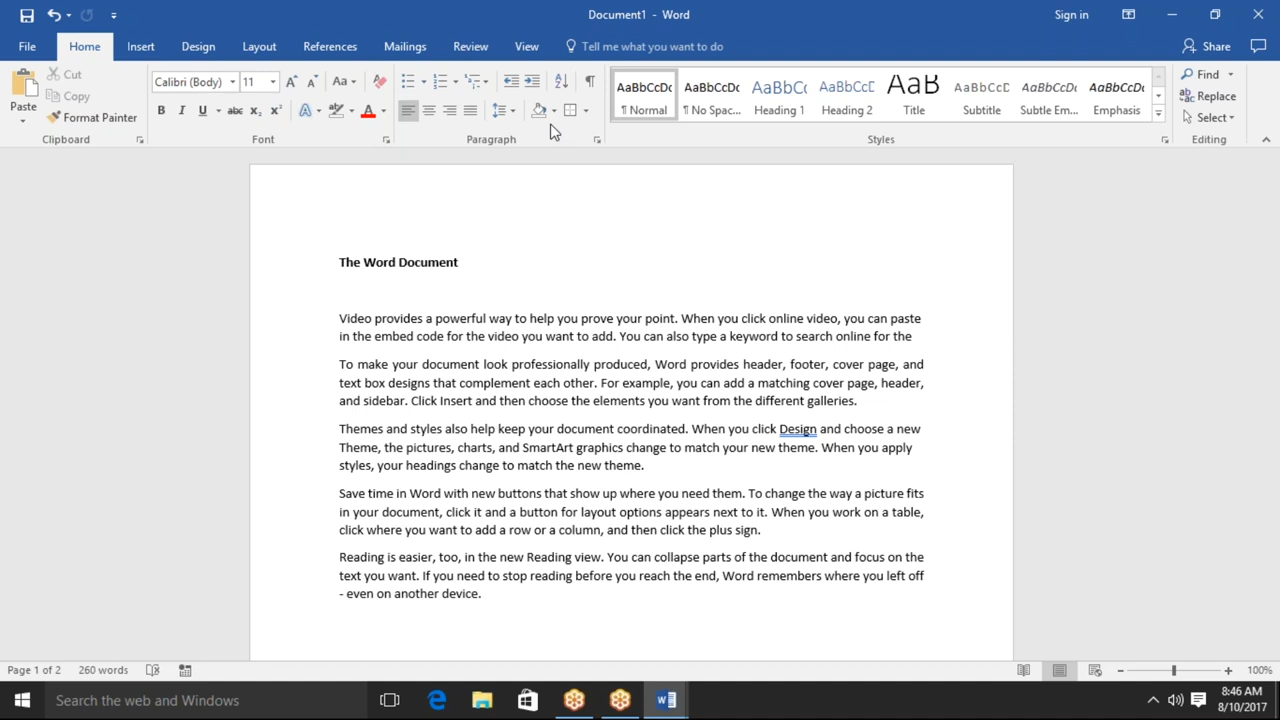 Document1 - Word
Sign in
File Home Insert Design Layout References Mailings Review View Tell me what you want to do Share
Paste
Cut
Copy
Format Painter
Clipboard
Calibri (Body) 11 Aa
B I U abc x₂ x² A A
Font
Paragraph
AaBbCcDc AaBbCcDc AaBbCc AaBbCcC AaB AaBbCcD AaBbCcDc AaBbCcDc
¶ Normal ¶ No Spac... Heading 1 Heading 2 Title Subtitle Subtle Em... Emphasis
Styles
Find
Replace
Select
Editing
The Word Document
Video provides a powerful way to help you prove your point. When you click online video, you can paste
in the embed code for the video you want to add. You can also type a keyword to search online for the
To make your document look professionally produced, Word provides header, footer, cover page, and
text box designs that complement each other. For example, you can add a matching cover page, header,
and sidebar. Click Insert and then choose the elements you want from the different galleries.
Themes and styles also help keep your document coordinated. When you click Design and choose a new
Theme, the pictures, charts, and SmartArt graphics change to match your new theme. When you apply
styles, your headings change to match the new theme.
Save time in Word with new buttons that show up where you need them. To change the way a picture fits
in your document, click it and a button for layout options appears next to it. When you work on a table,
click where you want to add a row or a column, and then click the plus sign.
Reading is easier, too, in the new Reading view. You can collapse parts of the document and focus on the
text you want. If you need to stop reading before you reach the end, Word remembers where you left off
- even on another device.
Page 1 of 2 260 words 100%
Search the web and Windows
8:46 AM
8/10/2017